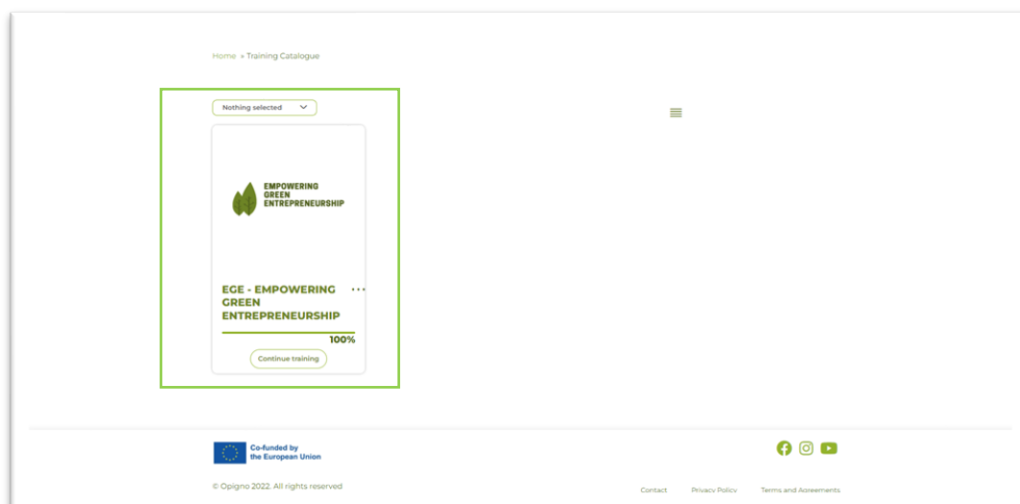 Home » Training Catalogue
Nothing selected
EMPOWERING
GREEN
ENTREPRENEURSHIP
EGE - EMPOWERING ...
GREEN
ENTREPRENEURSHIP
100%
Continue training
Co-funded by
the European Union
© Opigno 2022. All rights reserved
Contact Privacy Policy Terms and Agreements